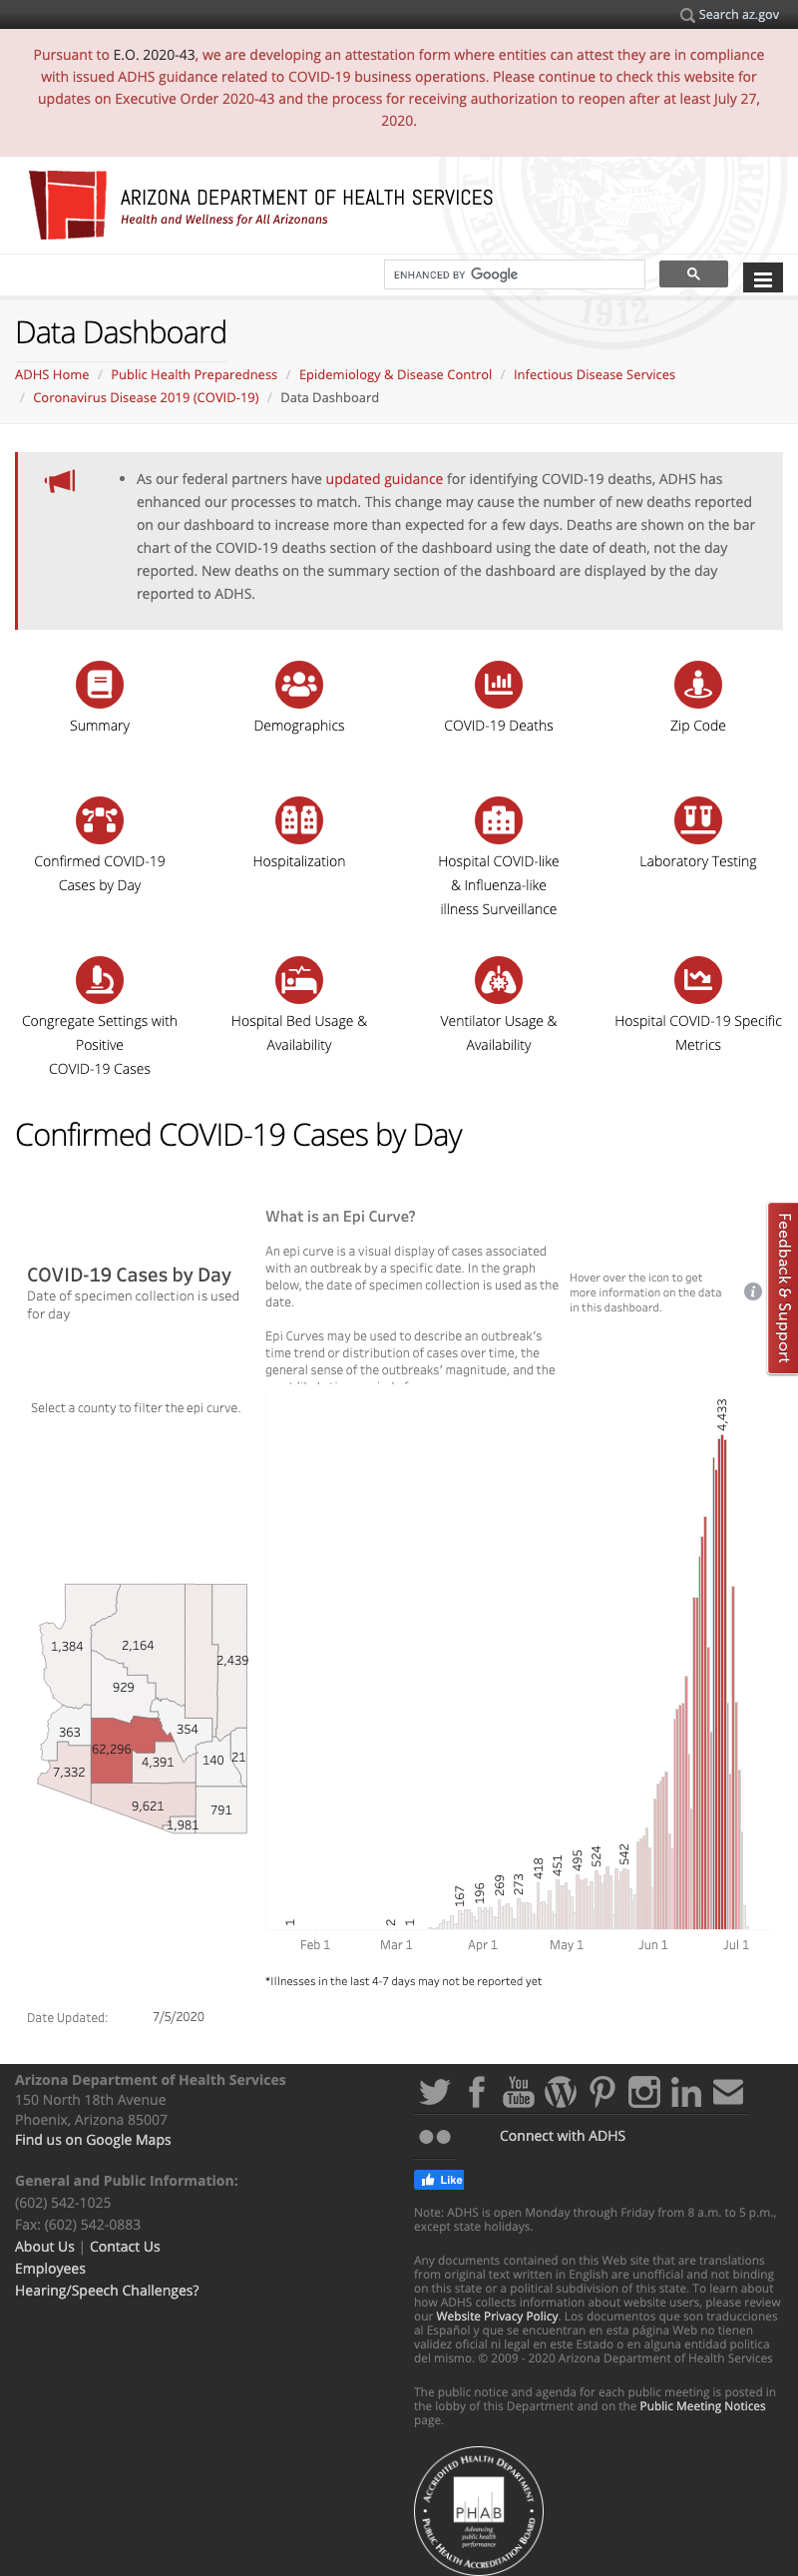 Search az.gov
Pursuant to E.O. 2020-43, we are developing an attestation form where entities can attest they are in compliance
with issued ADHS guidance related to COVID-19 business operations. Please continue to check this website for
updates on Executive Order 2020-43 and the process for receiving authorization to reopen after at least July 27,
2020.
ARIZONA DEPARTMENT OF HEALTH SERVICES
Health and Wellness for All Arizonans
ENHANCED BY Google
1912
Data Dashboard
ADHS Home / Public Health Preparedness / Epidemiology & Disease Control / Infectious Disease Services
/ Coronavirus Disease 2019 (COVID-19) / Data Dashboard
• As our federal partners have updated guidance for identifying COVID-19 deaths, ADHS has
enhanced our processes to match. This change may cause the number of new deaths reported
on our dashboard to increase more than expected for a few days. Deaths are shown on the bar
chart of the COVID-19 deaths section of the dashboard using the date of death, not the day
reported. New deaths on the summary section of the dashboard are displayed by the day
reported to ADHS.
Summary
Demographics
COVID-19 Deaths
Zip Code
Confirmed COVID-19
Cases by Day
Hospitalization
Hospital COVID-like
& Influenza-like
illness Surveillance
Laboratory Testing
Congregate Settings with
Positive
COVID-19 Cases
Hospital Bed Usage &
Availability
Ventilator Usage &
Availability
Hospital COVID-19 Specific
Metrics
Confirmed COVID-19 Cases by Day
Feedback & Support
COVID-19 Cases by Day
Date of specimen collection is used
for day
What is an Epi Curve?
An epi curve is a visual display of cases associated
with an outbreak by a specific date. In the graph
below, the date of specimen collection is used as the
date.
Epi Curves may be used to describe an outbreak's
time trend or distribution of cases over time, the
general sense of the outbreaks' magnitude, and the
Hover over the icon to get
more information on the data
in this dashboard.
Select a county to filter the epi curve.
1,384
2,164
2,439
929
363
62,296
354
7,332
4,391
140
21
9,621
791
1,981
1
2
1
167
196
269
273
418
451
495
524
542
4,433
Feb 1
Mar 1
Apr 1
May 1
Jun 1
Jul 1
*Illnesses in the last 4-7 days may not be reported yet
Date Updated: 7/5/2020
Arizona Department of Health Services
150 North 18th Avenue
Phoenix, Arizona 85007
Find us on Google Maps
General and Public Information:
(602) 542-1025
Fax: (602) 542-0883
About Us | Contact Us
Employees
Hearing/Speech Challenges?
You
Tube
Connect with ADHS
Like
Note: ADHS is open Monday through Friday from 8 a.m. to 5 p.m.,
except state holidays.
Any documents contained on this Web site that are translations
from original text written in English are unofficial and not binding
on this state or a political subdivision of this state. To learn about
how ADHS collects information about website users, please review
our Website Privacy Policy. Los documentos que son traducciones
al Español y que se encuentran en esta página Web no tienen
validez oficial ni legal en este Estado o en alguna entidad política
del mismo. © 2009 - 2020 Arizona Department of Health Services
The public notice and agenda for each public meeting is posted in
the lobby of this Department and on the Public Meeting Notices
page.
ACCREDITED HEALTH DEPARTMENT
PHAB
Advancing
public health
performance
PUBLIC HEALTH ACCREDITATION BOARD